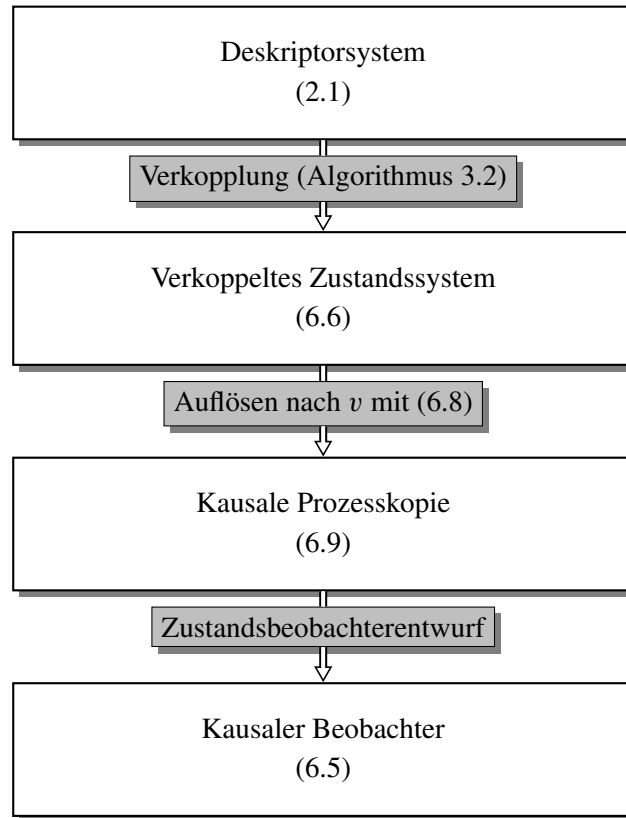 Deskriptorsystem
(2.1)
Verkopplung (Algorithmus 3.2)
Verkoppeltes Zustandssystem
(6.6)
Auflösen nach v mit (6.8)
Kausale Prozesskopie
(6.9)
Zustandsbeobachterentwurf
Kausaler Beobachter
(6.5)